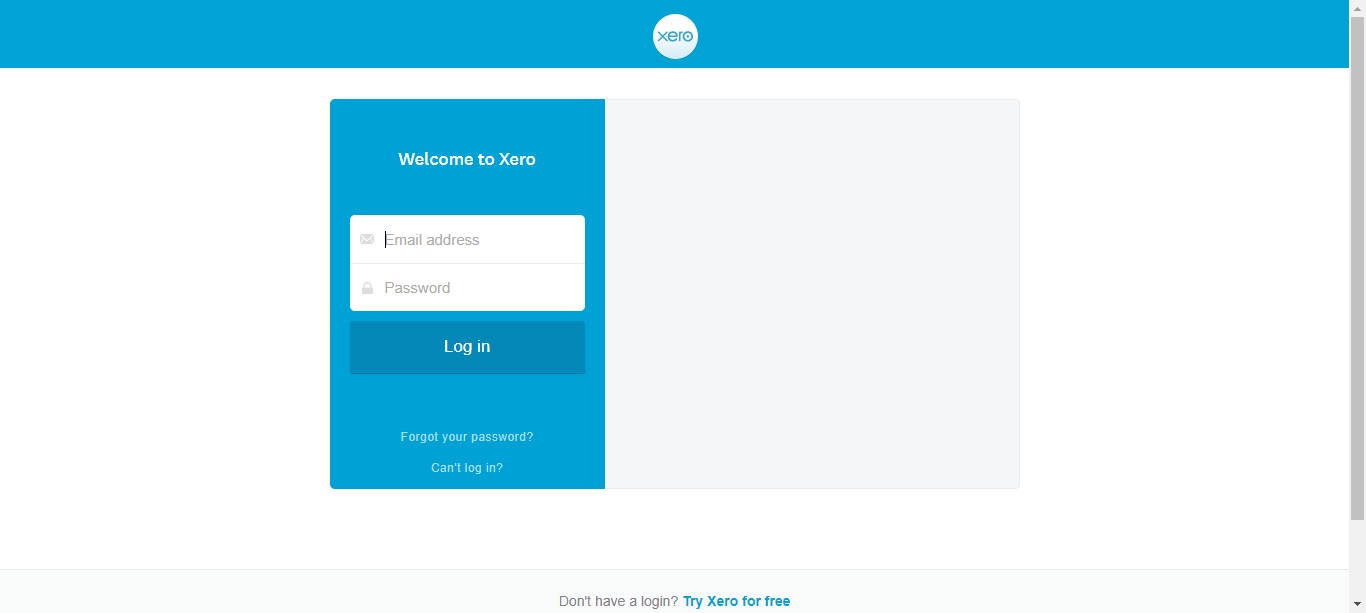 xero
Welcome to Xero
Email address
Password
Log in
Forgot your password?
Can't log in?
Don't have a login? Try Xero for free